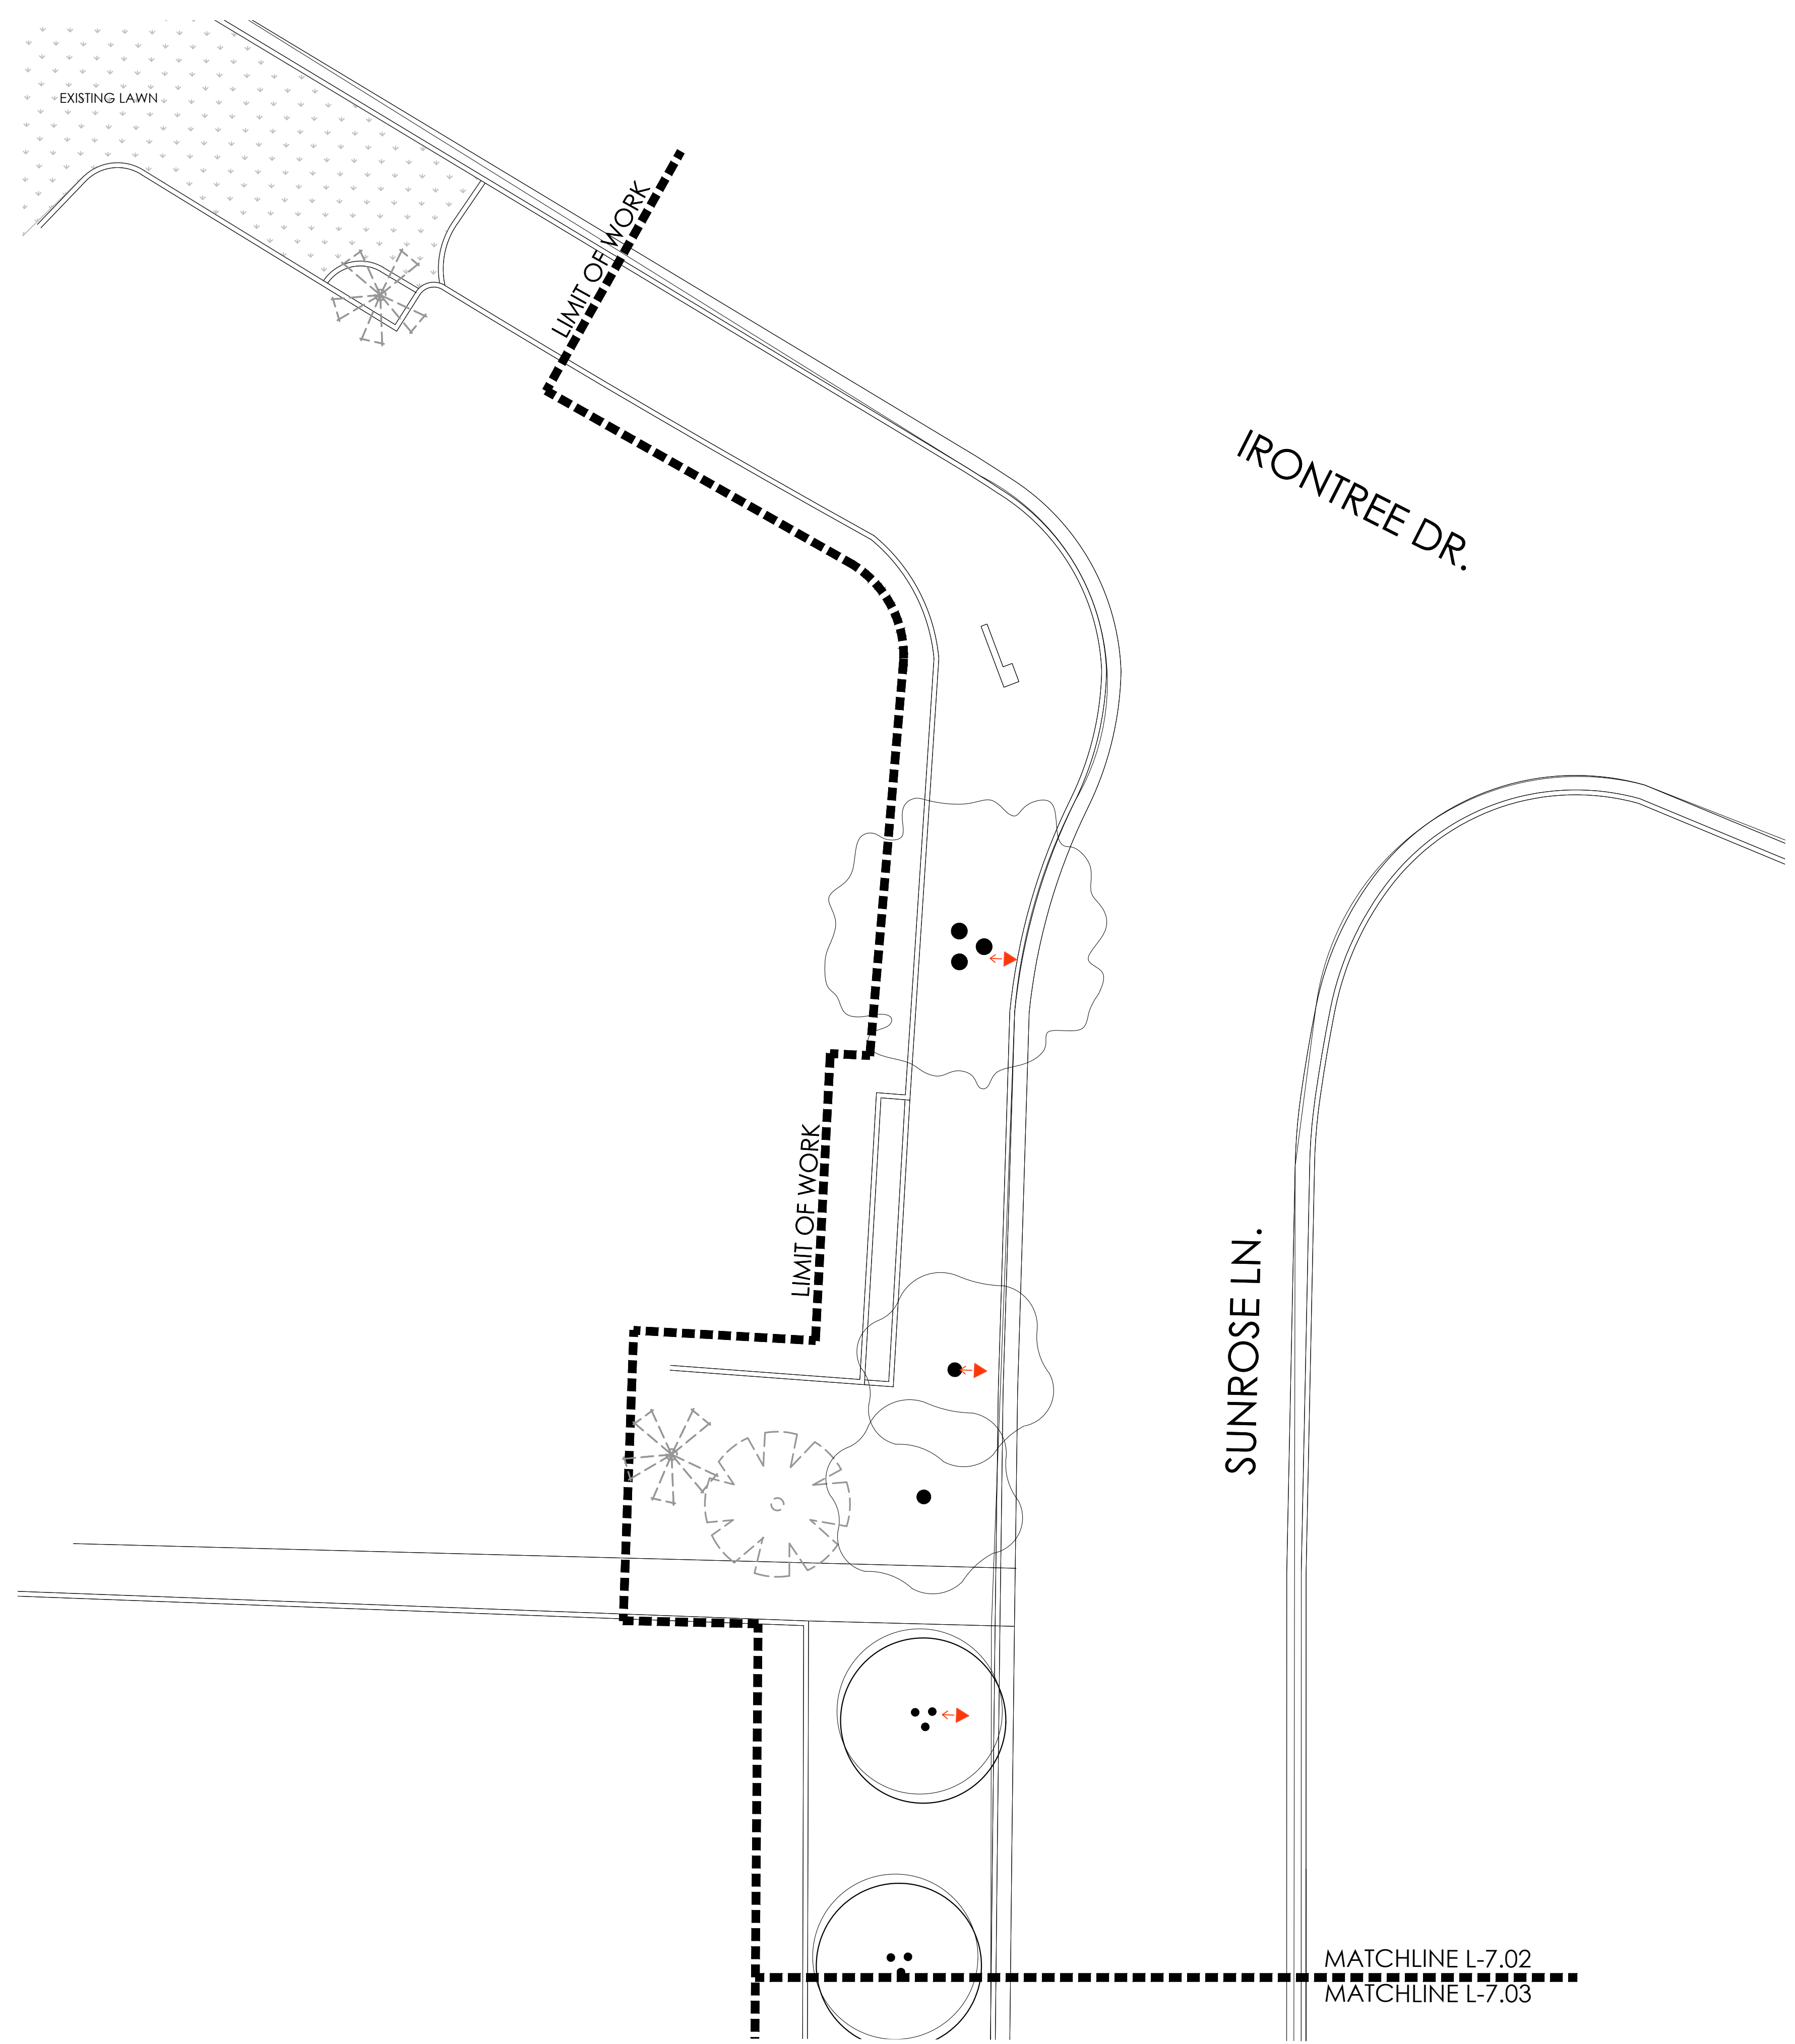 EXISTING LAWN
LIMIT OF WORK
IRONTREE DR.
LIMIT OF WORK
SUNROSE LN.
MATCHLINE L-7.02
MATCHLINE L-7.03